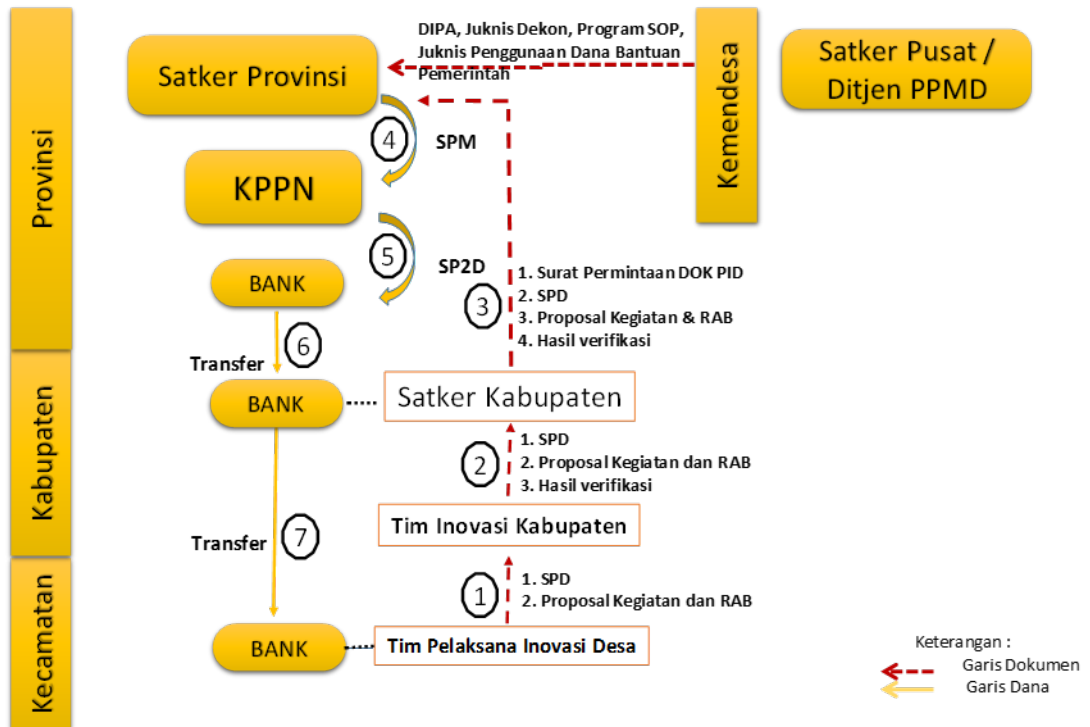 Provinsi
Kabupaten
Kecamatan
Satker Provinsi
DIPA, Juknis Dekon, Program SOP,
Juknis Penggunaan Dana Bantuan
Pemerintah
Kemendesa
Satker Pusat /
Ditjen PPMD
4
SPM
KPPN
5
SP2D
BANK
3
1. Surat Permintaan DOK PID
2. SPD
3. Proposal Kegiatan & RAB
4. Hasil verifikasi
6
Transfer
BANK
Satker Kabupaten
2
1. SPD
2. Proposal Kegiatan dan RAB
3. Hasil verifikasi
Tim Inovasi Kabupaten
7
Transfer
1
1. SPD
2. Proposal Kegiatan dan RAB
BANK
Tim Pelaksana Inovasi Desa
Keterangan :
Garis Dokumen
Garis Dana